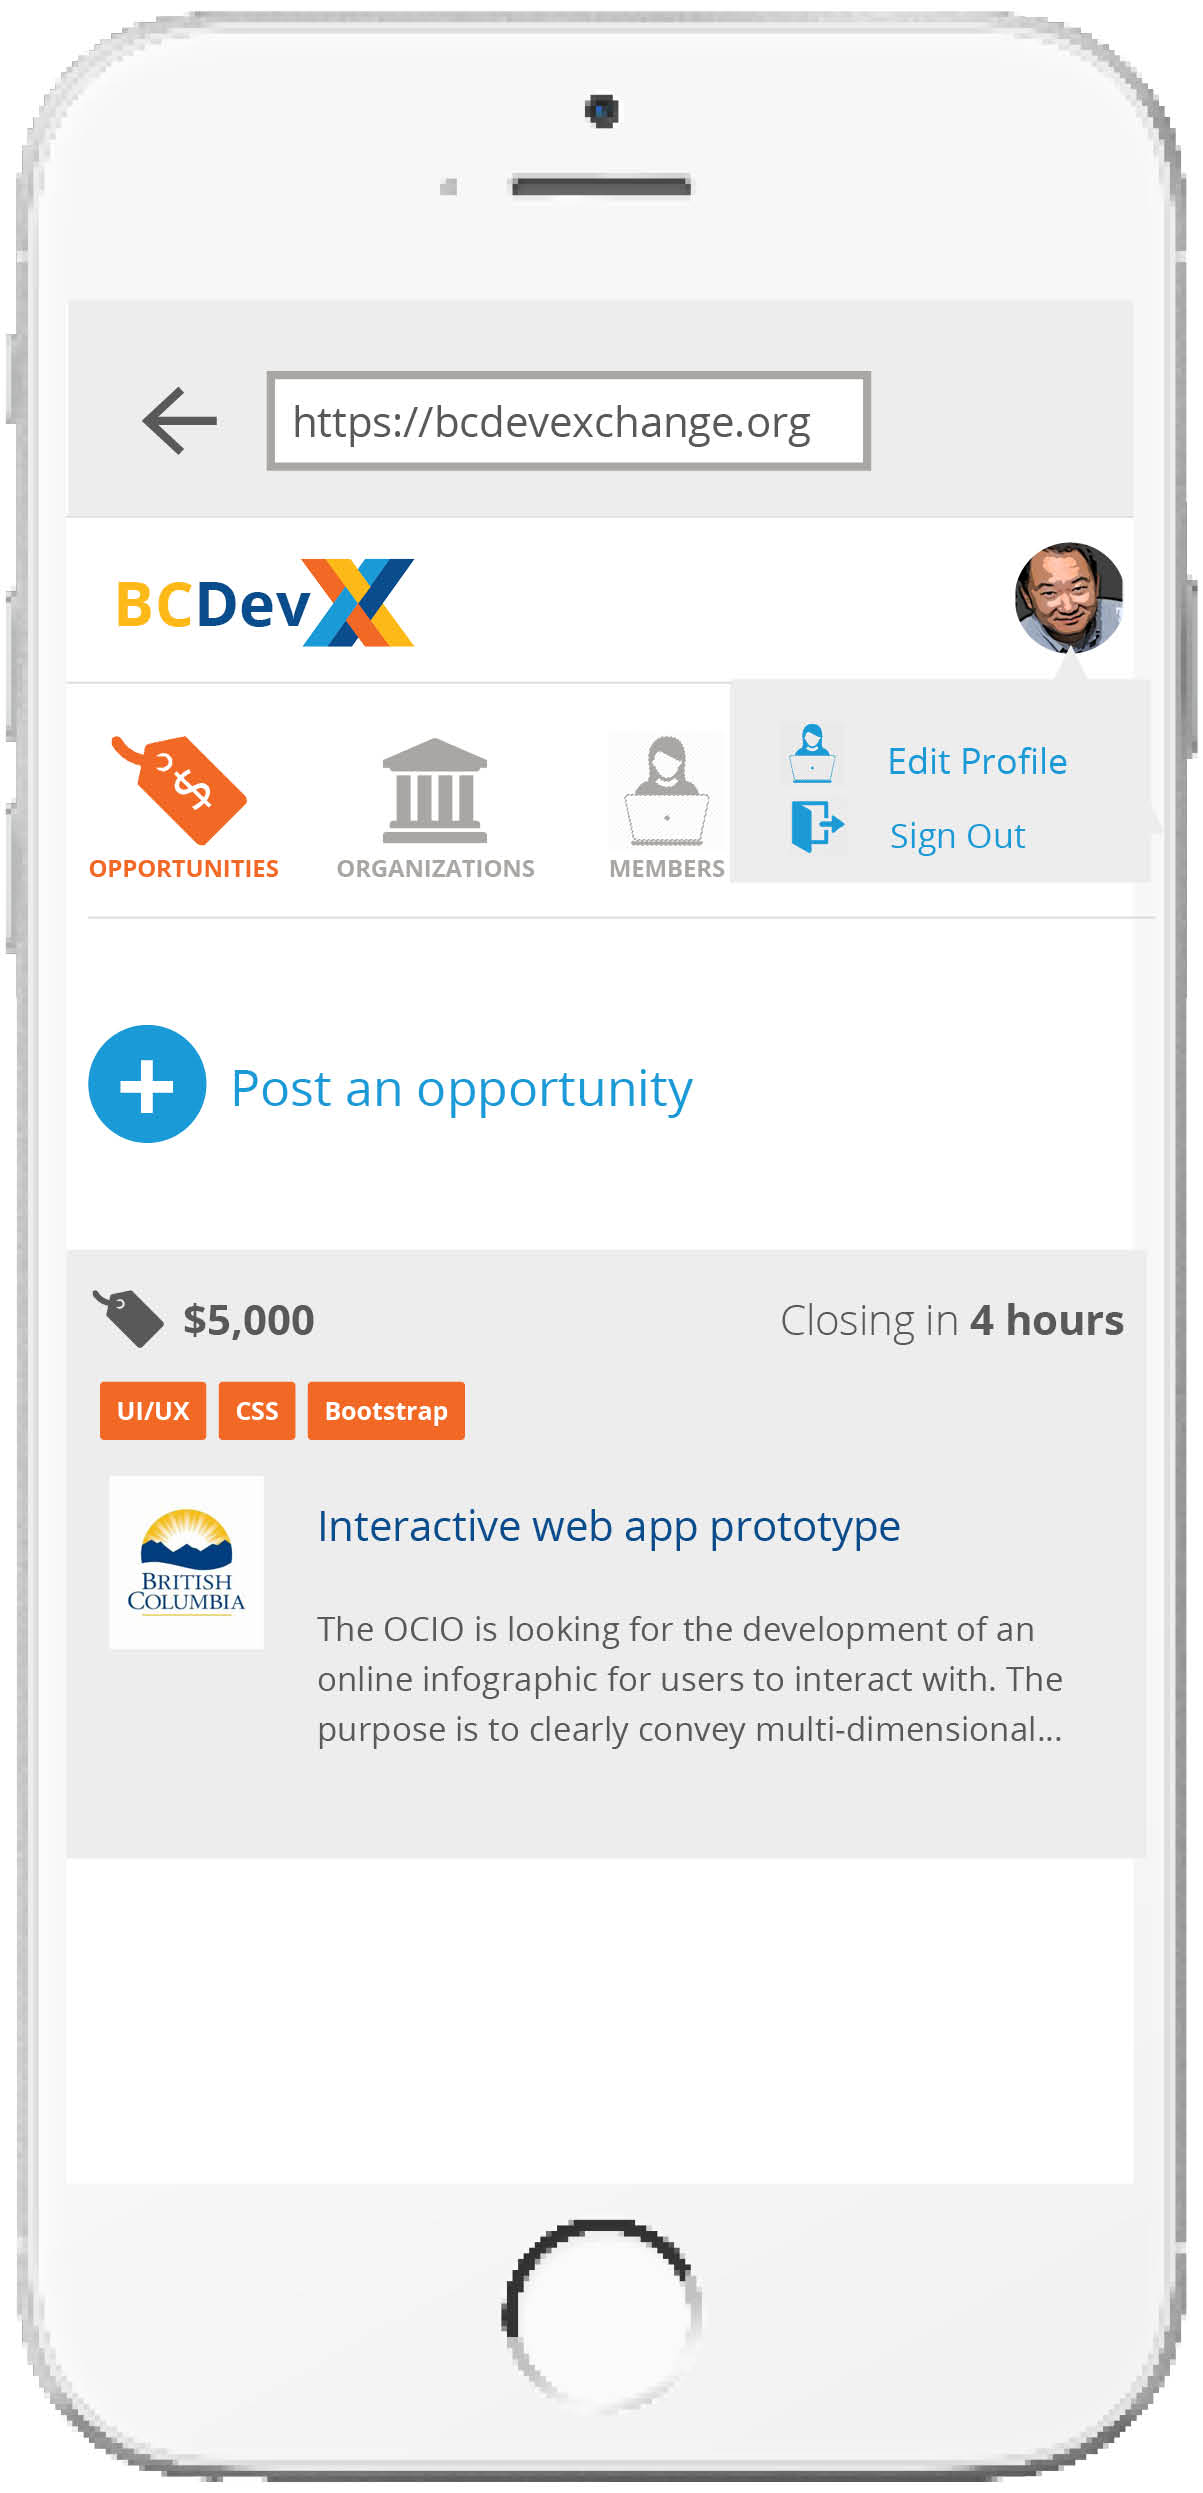 https://bcdevexchange.org
BCDevX
Edit Profile
Sign Out
OPPORTUNITIES
ORGANIZATIONS
MEMBERS
Post an opportunity
$5,000
Closing in 4 hours
UI/UX
CSS
Bootstrap
BRITISH
COLUMBIA
Interactive web app prototype
The OCIO is looking for the development of an
online infographic for users to interact with. The
purpose is to clearly convey multi-dimensional...